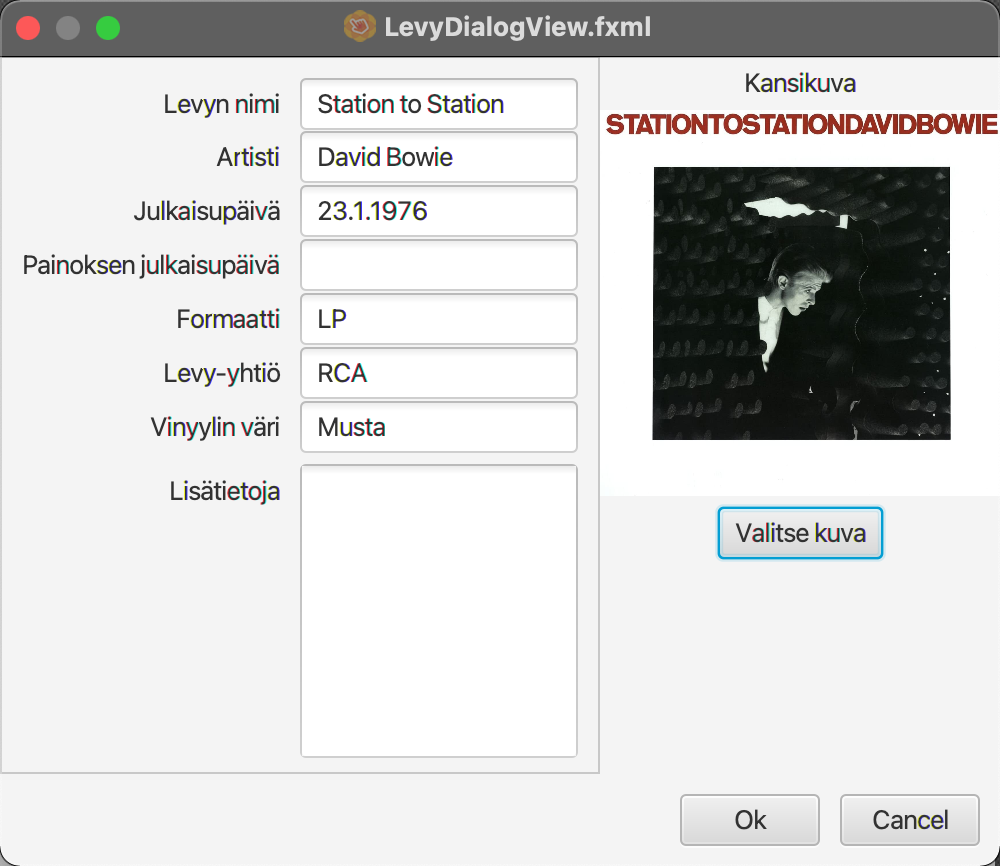 LevyDialogView.fxml
Levyn nimi Station to Station
Artisti David Bowie
Julkaisupäivä 23.1.1976
Painoksen julkaisupäivä
Formaatti LP
Levy-yhtiö RCA
Vinyylin väri Musta
Lisätietoja
Kansikuva
STATIONTOSTATIONDAVIDBOWIE
Valitse kuva
Ok Cancel